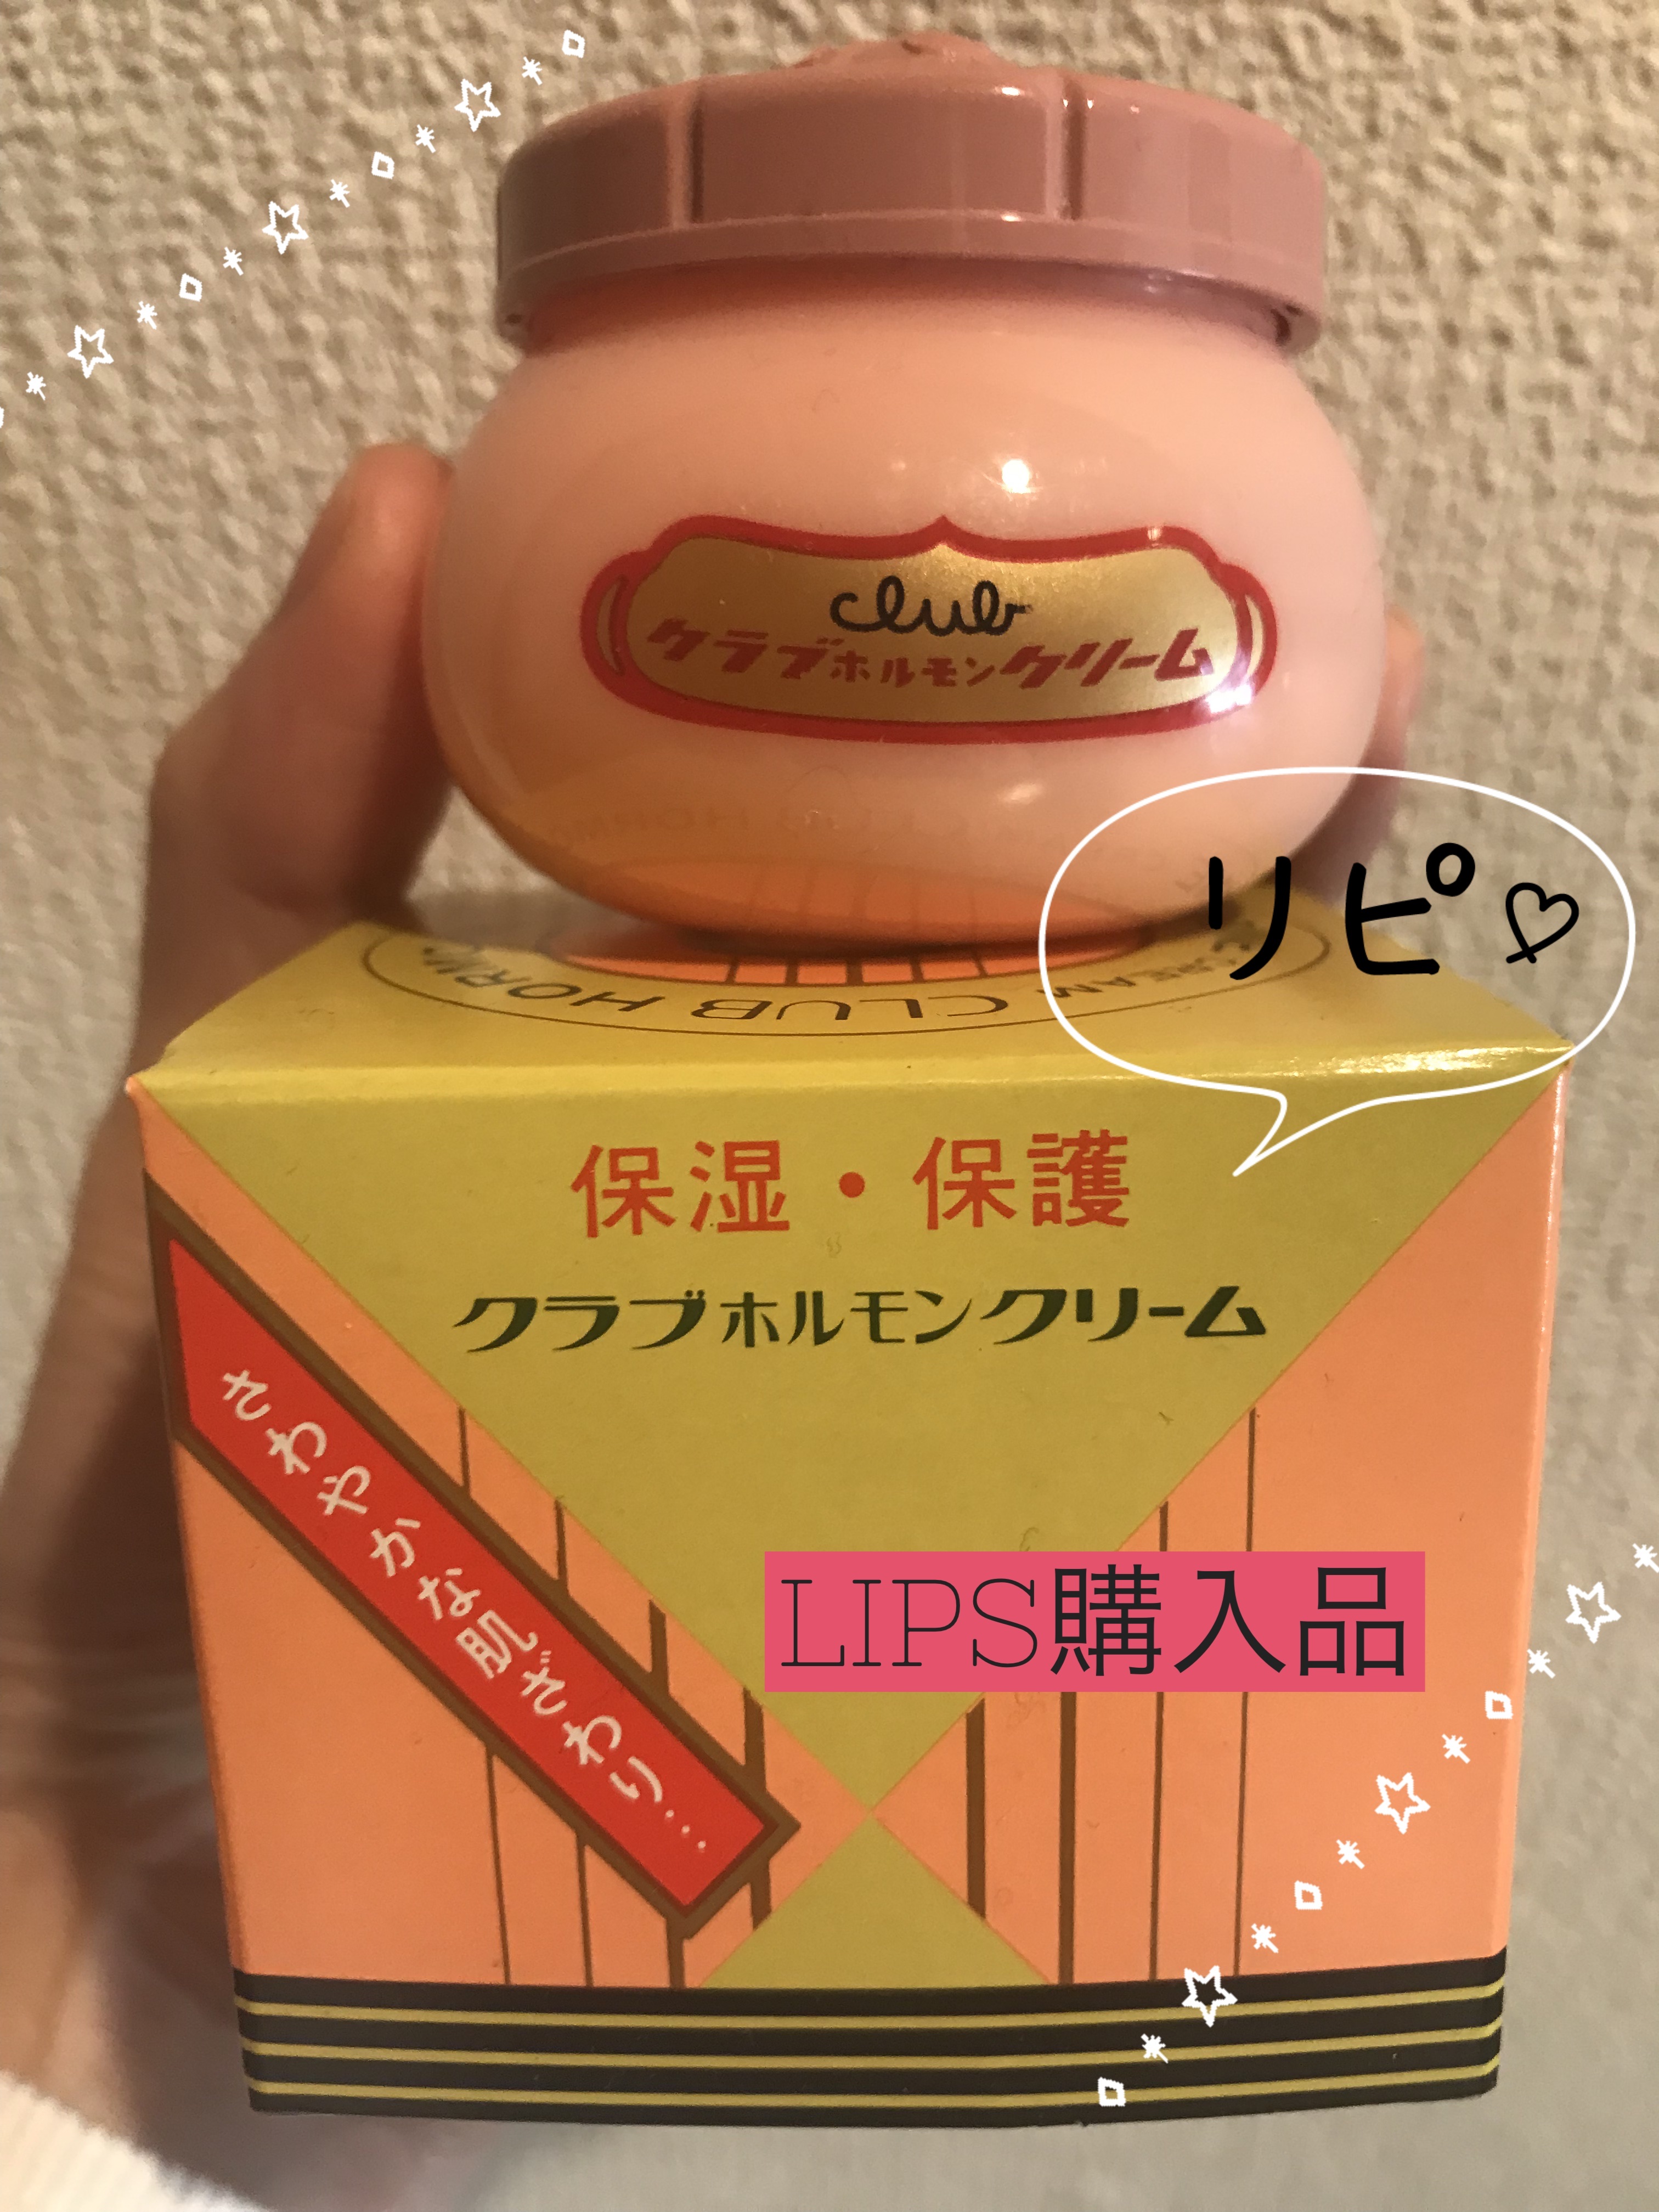 club
クラブホルモンクリーム
リピ♡
CREAM CLUB HORM
保湿・保護
クラブホルモンクリーム
さわやかな肌ざわり…
LIPS購入品